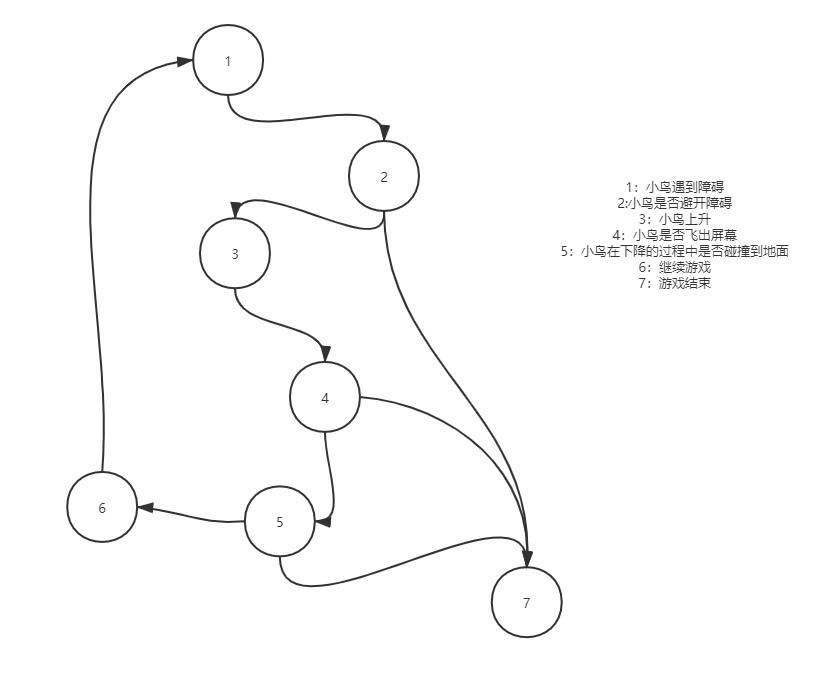 1
2
3
4
5
6
7
1：小鸟遇到障碍
2:小鸟是否避开障碍
3：小鸟上升
4：小鸟是否飞出屏幕
5：小鸟在下降的过程中是否碰撞到地面
6：继续游戏
7：游戏结束